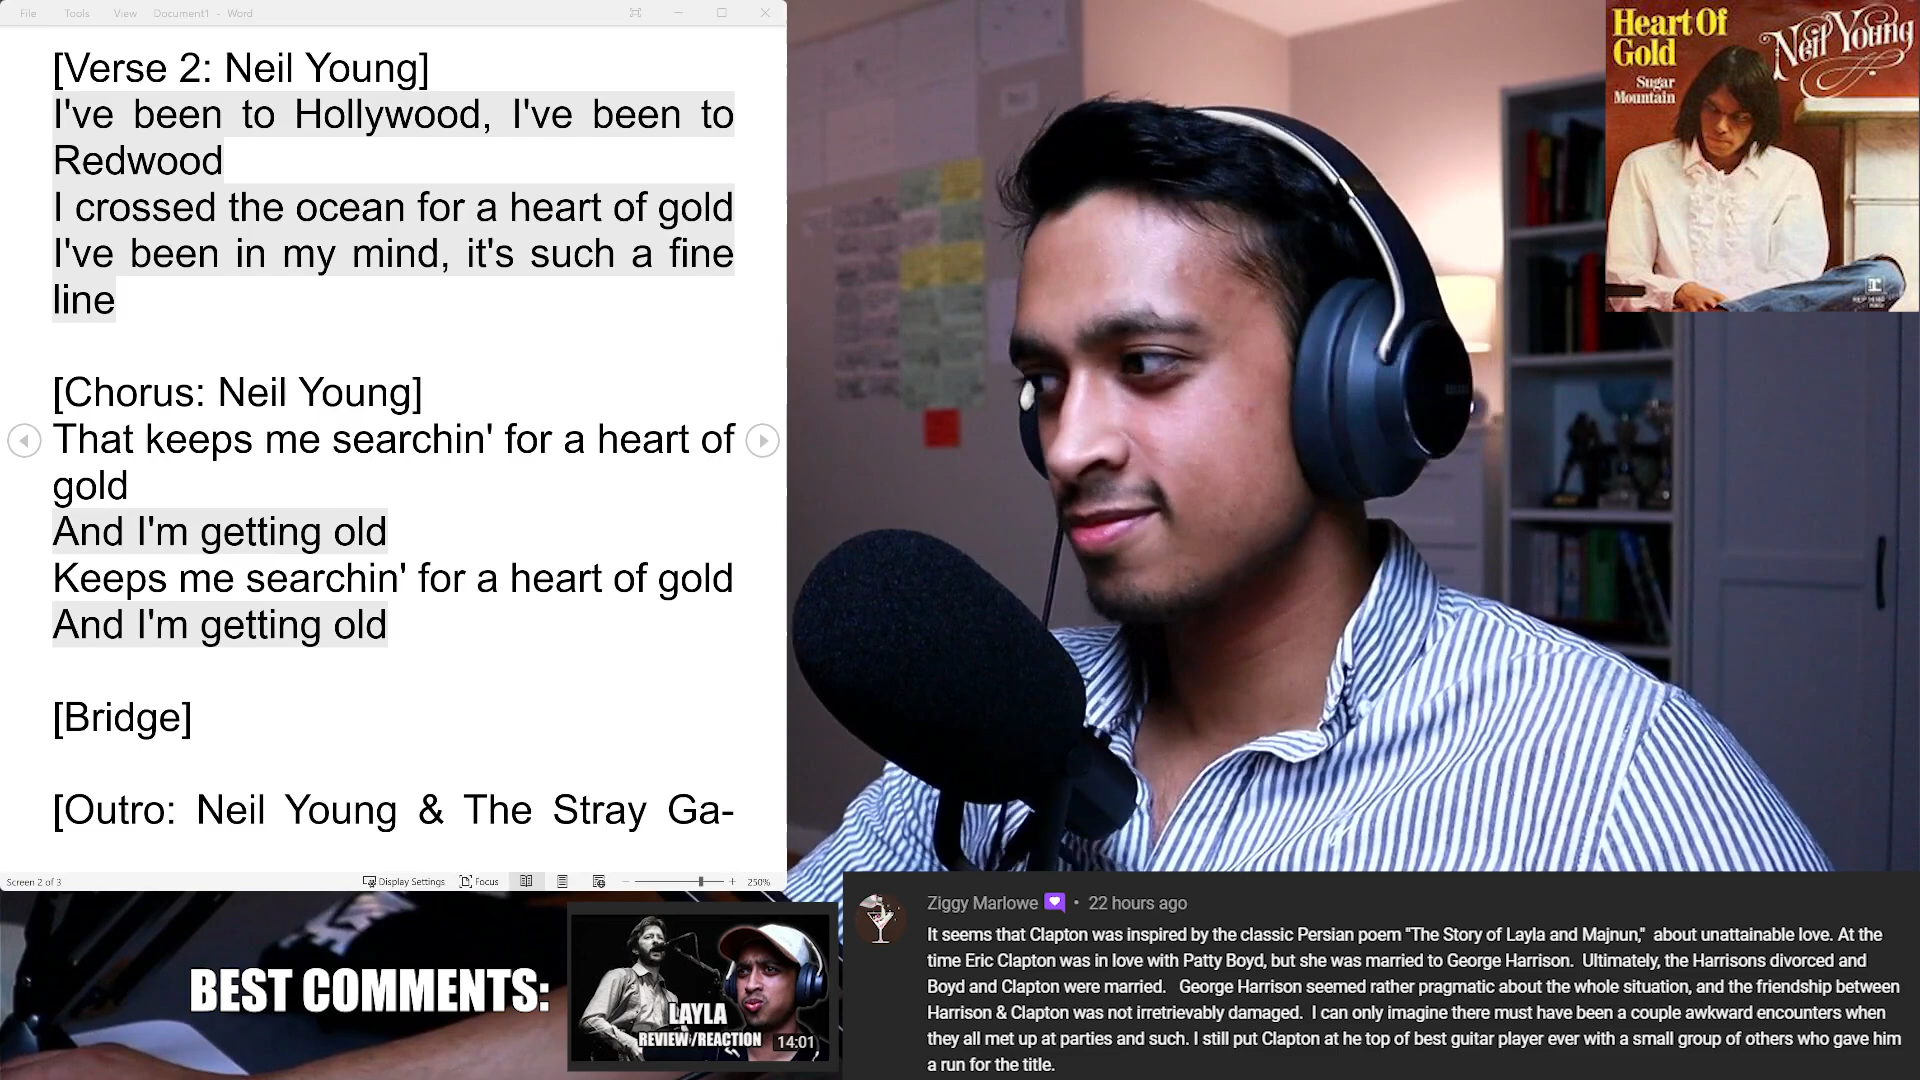 File Tools View Document1 - Word
[Verse 2: Neil Young]
I've been to Hollywood, I've been to
Redwood
I crossed the ocean for a heart of gold
I've been in my mind, it's such a fine
line
[Chorus: Neil Young]
That keeps me searchin' for a heart of
gold
And I'm getting old
Keeps me searchin' for a heart of gold
And I'm getting old
[Bridge]
[Outro: Neil Young & The Stray Ga-
Screen 2 of 3 Display Settings Focus 250%
Heart Of
Gold
Sugar
Mountain
Neil Young
BEST COMMENTS:
LAYLA
REVIEW/REACTION
14:01
Ziggy Marlowe • 22 hours ago
It seems that Clapton was inspired by the classic Persian poem "The Story of Layla and Majnun," about unattainable love. At the
time Eric Clapton was in love with Patty Boyd, but she was married to George Harrison. Ultimately, the Harrisons divorced and
Boyd and Clapton were married. George Harrison seemed rather pragmatic about the whole situation, and the friendship between
Harrison & Clapton was not irretrievably damaged. I can only imagine there must have been a couple awkward encounters when
they all met up at parties and such. I still put Clapton at he top of best guitar player ever with a small group of others who gave him
a run for the title.